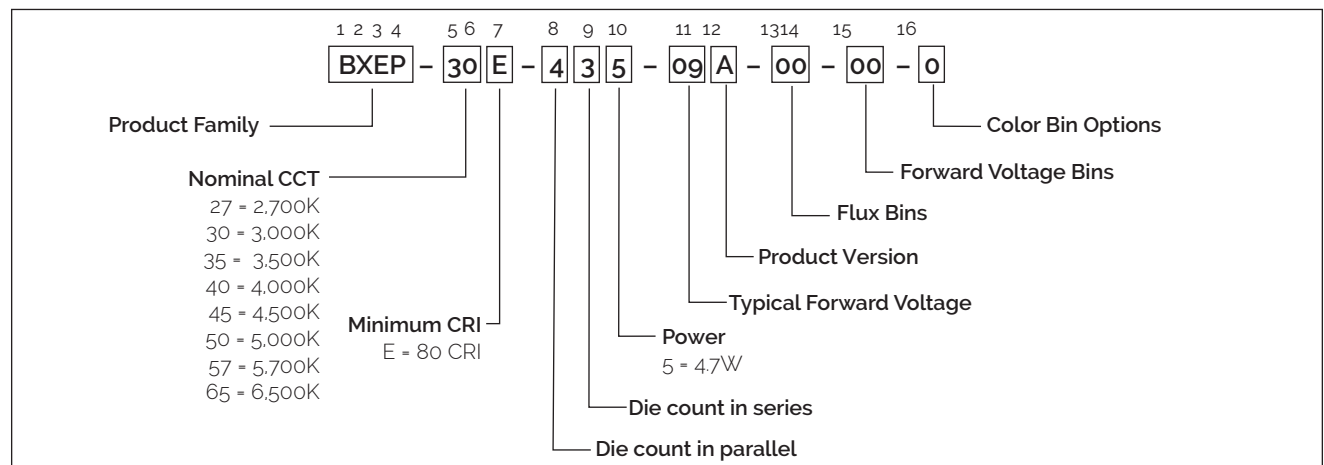 1 2 3 4 5 6 7 8 9 10 11 12 1314 15 16
BXEP – 30 E – 4 3 5 – 09 A – 00 – 00 – 0
Product Family
Color Bin Options
Nominal CCT
Forward Voltage Bins
27 = 2,700K
Flux Bins
30 = 3,000K
35 = 3,500K
Product Version
40 = 4,000K
45 = 4,500K
Typical Forward Voltage
Minimum CRI
50 = 5,000K
Power
E = 80 CRI
57 = 5,700K
5 = 4.7W
65 = 6,500K
Die count in series
Die count in parallel